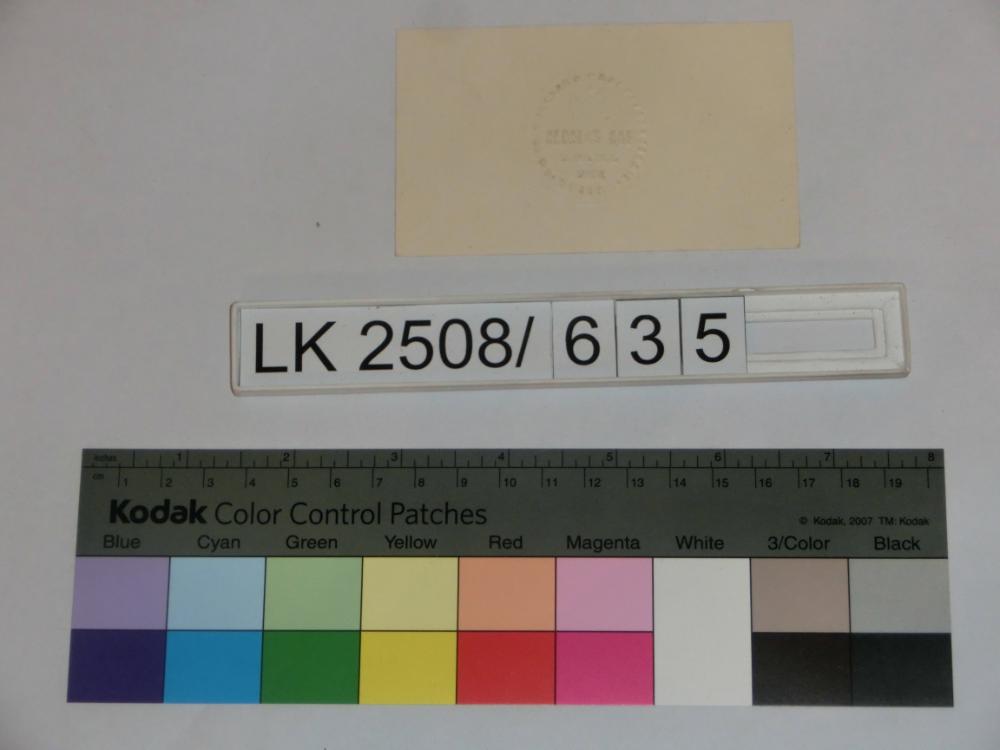 LK 2508/ 6 3 5
inches 1 2 3 4 5 6 7 8
cm 1 2 3 4 5 6 7 8 9 10 11 12 13 14 15 16 17 18 19
Kodak Color Control Patches
© Kodak, 2007 TM: Kodak
Blue Cyan Green Yellow Red Magenta White 3/Color Black